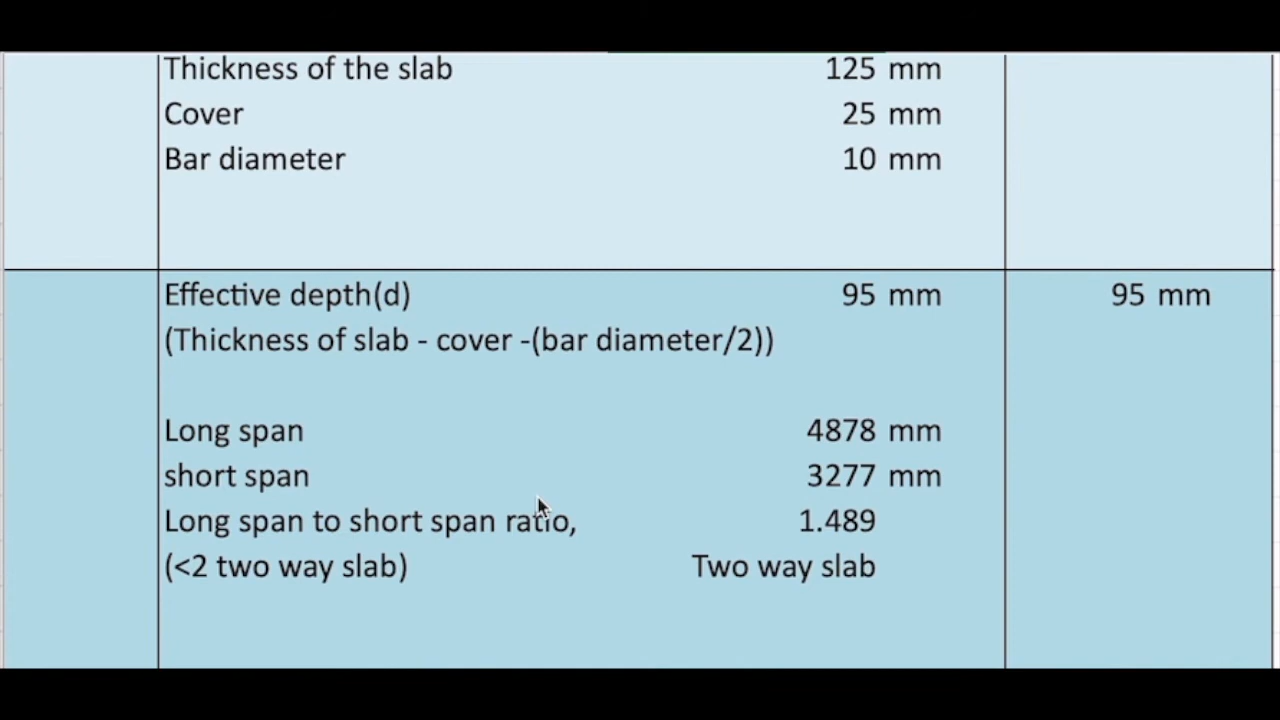 Thickness of the slab 125 mm
Cover 25 mm
Bar diameter 10 mm
Effective depth(d) 95 mm 95 mm
(Thickness of slab - cover -(bar diameter/2))
Long span 4878 mm
short span 3277 mm
Long span to short span ratio, 1.489
(<2 two way slab) Two way slab